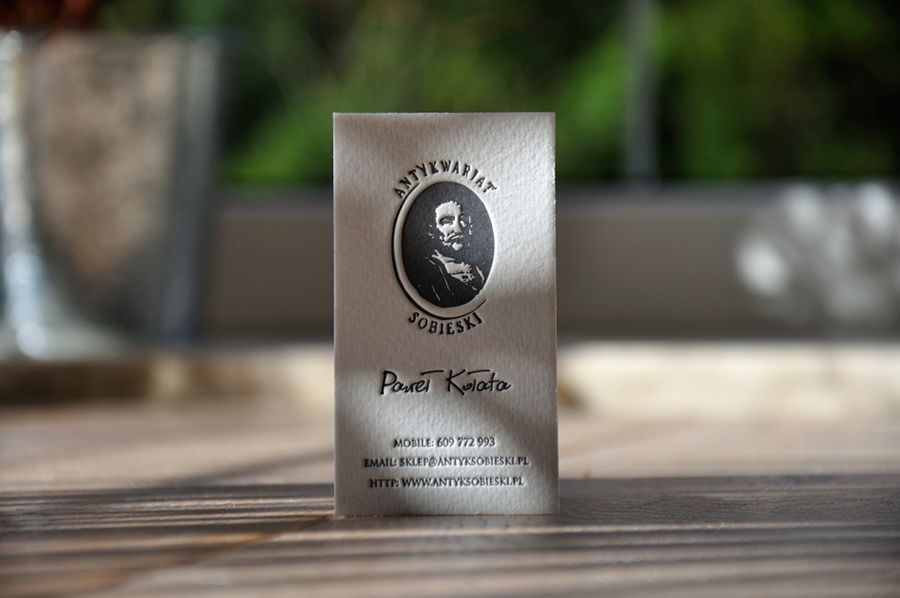 ANTYKWARIAT
SOBIESKI
Paweł Kołata
MOBILE: 609 772 993
EMAIL: SKLEP@ANTYKSOBIESKI.PL
HTTP: WWW.ANTYKSOBIESKI.PL